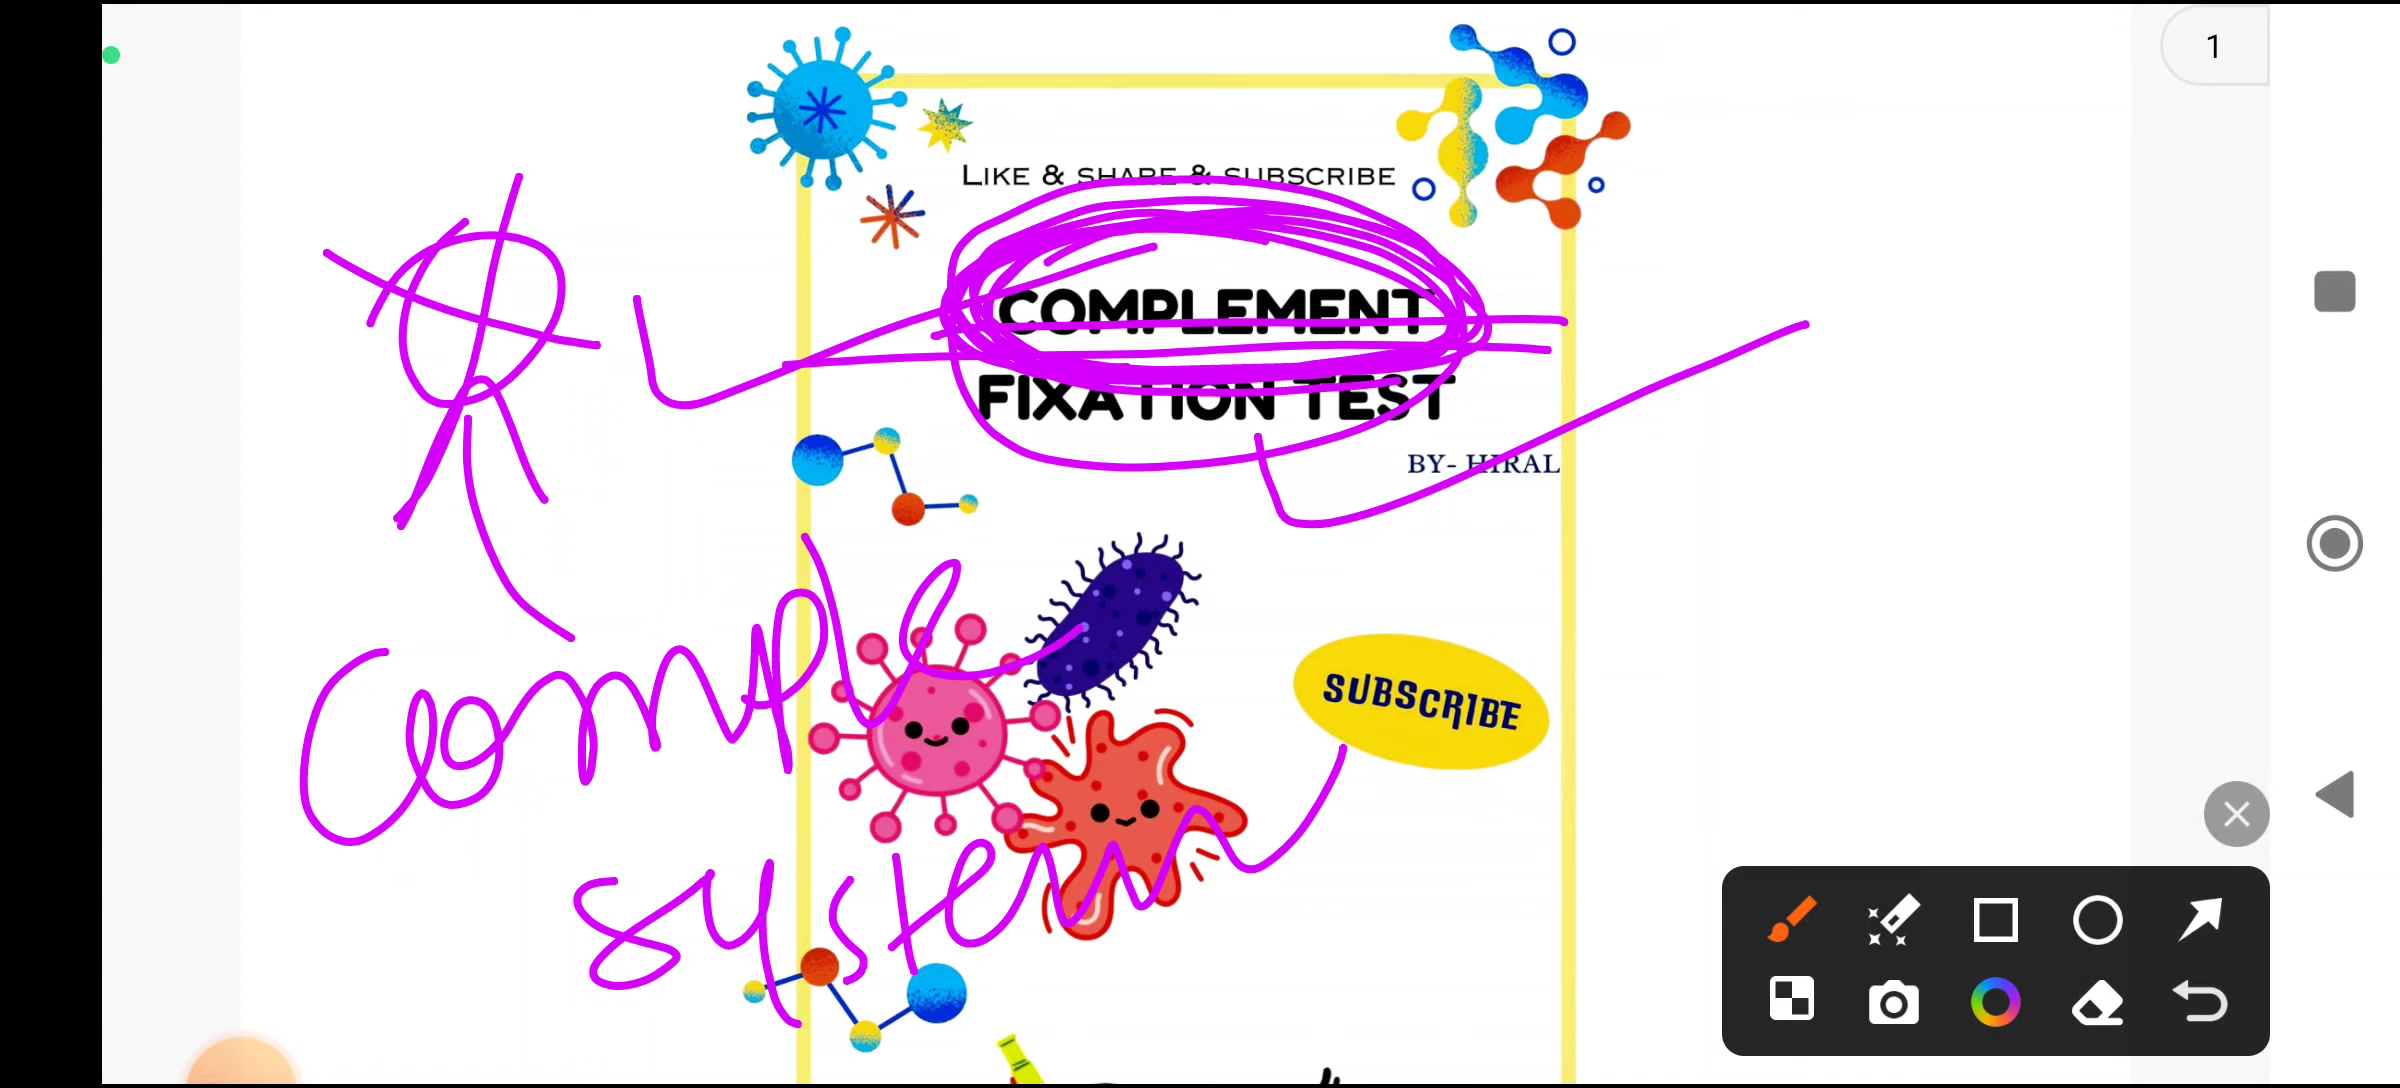 1
LIKE & SHARE & SUBSCRIBE
COMPLEMENT
FIXATION TEST
BY- HIRAL
Comple
SUBSCRIBE
system